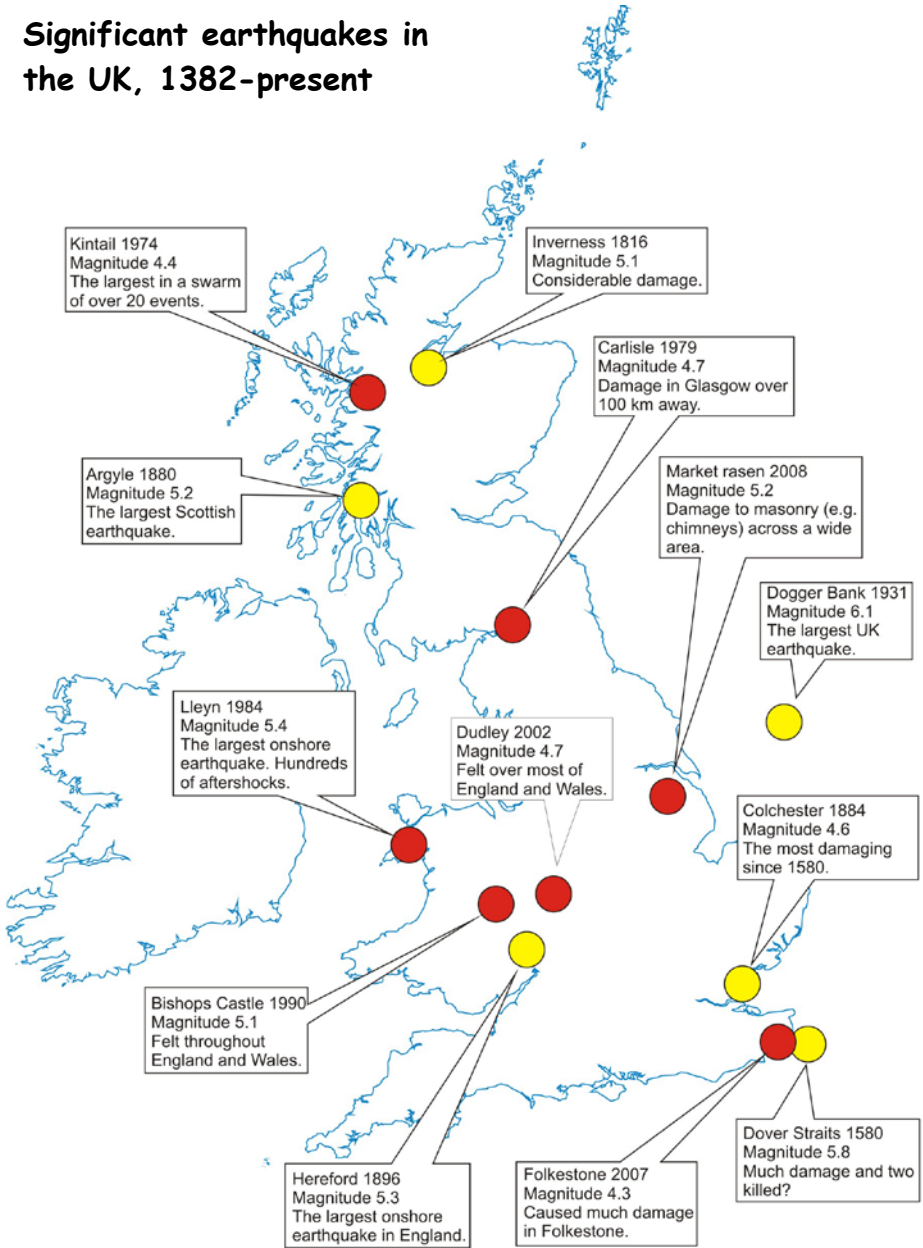 Significant earthquakes in
the UK, 1382-present
Kintail 1974
Magnitude 4.4
The largest in a swarm
of over 20 events.
Inverness 1816
Magnitude 5.1
Considerable damage.
Carlisle 1979
Magnitude 4.7
Damage in Glasgow over
100 km away.
Argyle 1880
Magnitude 5.2
The largest Scottish
earthquake.
Market rasen 2008
Magnitude 5.2
Damage to masonry (e.g.
chimneys) across a wide
area.
Dogger Bank 1931
Magnitude 6.1
The largest UK
earthquake.
Lleyn 1984
Magnitude 5.4
The largest onshore
earthquake. Hundreds
of aftershocks.
Dudley 2002
Magnitude 4.7
Felt over most of
England and Wales.
Colchester 1884
Magnitude 4.6
The most damaging
since 1580.
Bishops Castle 1990
Magnitude 5.1
Felt throughout
England and Wales.
Hereford 1896
Magnitude 5.3
The largest onshore
earthquake in England.
Folkestone 2007
Magnitude 4.3
Caused much damage
in Folkestone.
Dover Straits 1580
Magnitude 5.8
Much damage and two
killed?